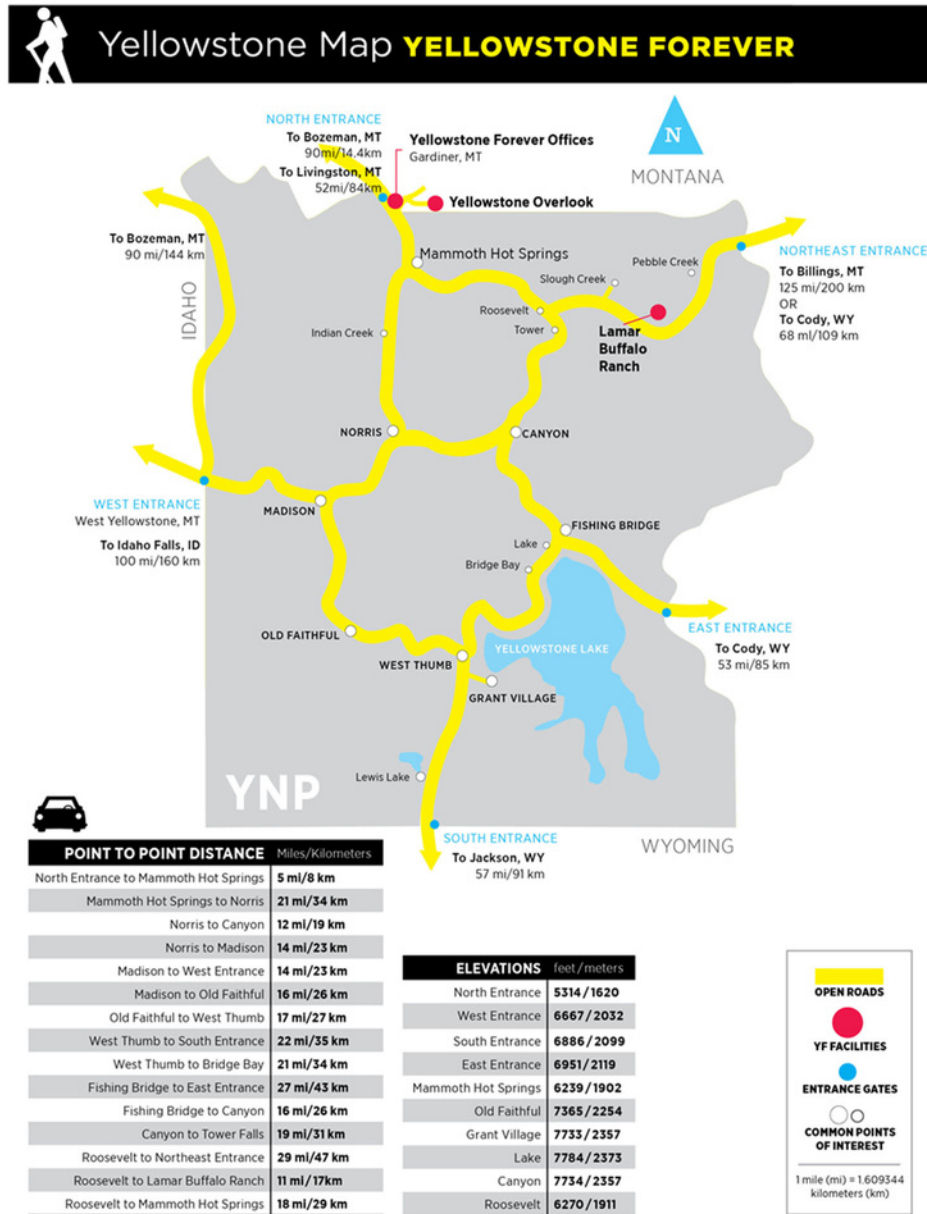 Yellowstone Map YELLOWSTONE FOREVER
NORTH ENTRANCE
To Bozeman, MT
90mi/14.4km
To Livingston, MT
52mi/84km
Yellowstone Forever Offices
Gardiner, MT
Yellowstone Overlook
N
MONTANA
To Bozeman, MT
90 mi/144 km
IDAHO
Mammoth Hot Springs
Indian Creek
Slough Creek
Pebble Creek
Roosevelt
Tower
Lamar
Buffalo
Ranch
NORTHEAST ENTRANCE
To Billings, MT
125 mi/200 km
OR
To Cody, WY
68 ml/109 km
NORRIS
CANYON
WEST ENTRANCE
West Yellowstone, MT
To Idaho Falls, ID
100 mi/160 km
MADISON
FISHING BRIDGE
Lake
Bridge Bay
OLD FAITHFUL
WEST THUMB
YELLOWSTONE LAKE
GRANT VILLAGE
EAST ENTRANCE
To Cody, WY
53 mi/85 km
Lewis Lake
YNP
SOUTH ENTRANCE
To Jackson, WY
57 mi/91 km
WYOMING
POINT TO POINT DISTANCE Miles/Kilometers
North Entrance to Mammoth Hot Springs 5 mi/8 km
Mammoth Hot Springs to Norris 21 mi/34 km
Norris to Canyon 12 mi/19 km
Norris to Madison 14 mi/23 km
Madison to West Entrance 14 mi/23 km
Madison to Old Faithful 16 mi/26 km
Old Faithful to West Thumb 17 mi/27 km
West Thumb to South Entrance 22 mi/35 km
West Thumb to Bridge Bay 21 mi/34 km
Fishing Bridge to East Entrance 27 mi/43 km
Fishing Bridge to Canyon 16 mi/26 km
Canyon to Tower Falls 19 mi/31 km
Roosevelt to Northeast Entrance 29 mi/47 km
Roosevelt to Lamar Buffalo Ranch 11 mi/17km
Roosevelt to Mammoth Hot Springs 18 mi/29 km
ELEVATIONS feet/meters
North Entrance 5314/1620
West Entrance 6667/2032
South Entrance 6886/2099
East Entrance 6951/2119
Mammoth Hot Springs 6239/1902
Old Faithful 7365/2254
Grant Village 7733/2357
Lake 7784/2373
Canyon 7734/2357
Roosevelt 6270/1911
OPEN ROADS
YF FACILITIES
ENTRANCE GATES
COMMON POINTS
OF INTEREST
1 mile (mi) = 1.609344
kilometers (km)